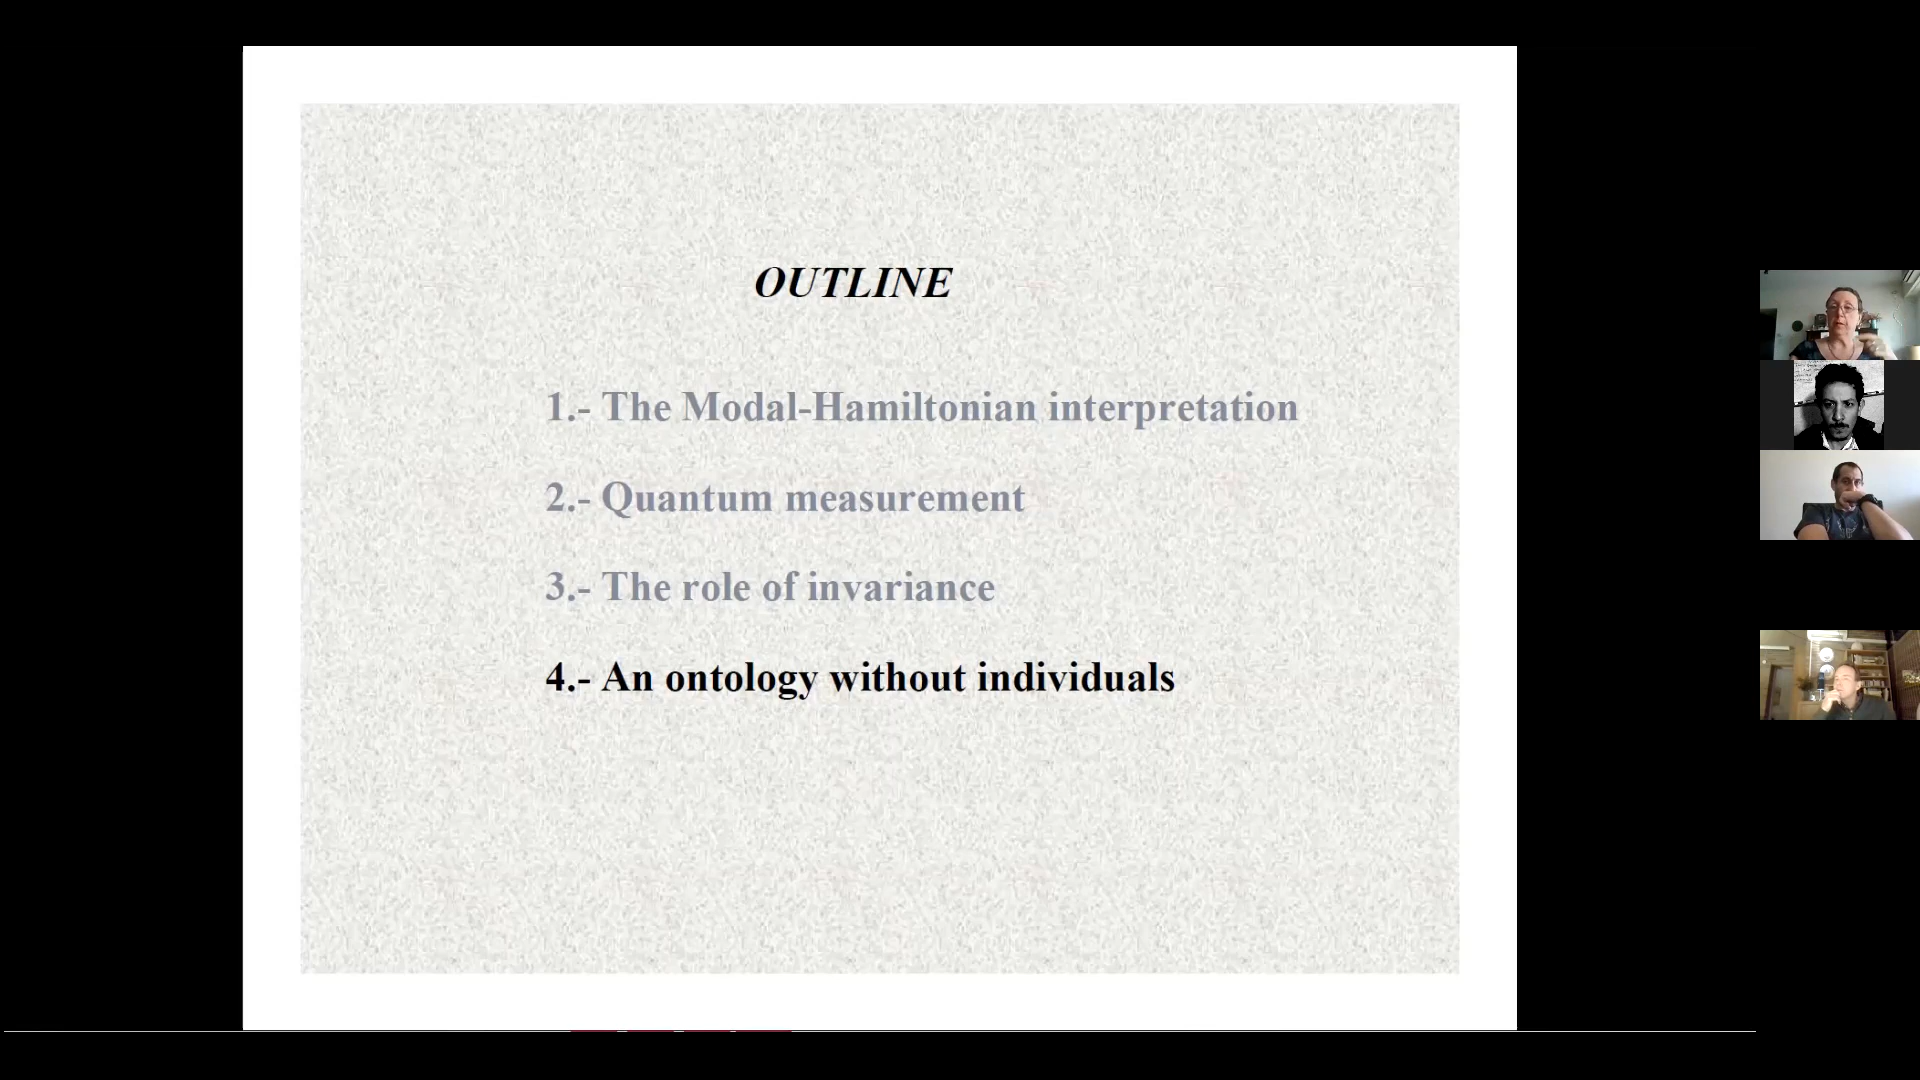 OUTLINE
1.- The Modal-Hamiltonian interpretation
2.- Quantum measurement
3.- The role of invariance
4.- An ontology without individuals